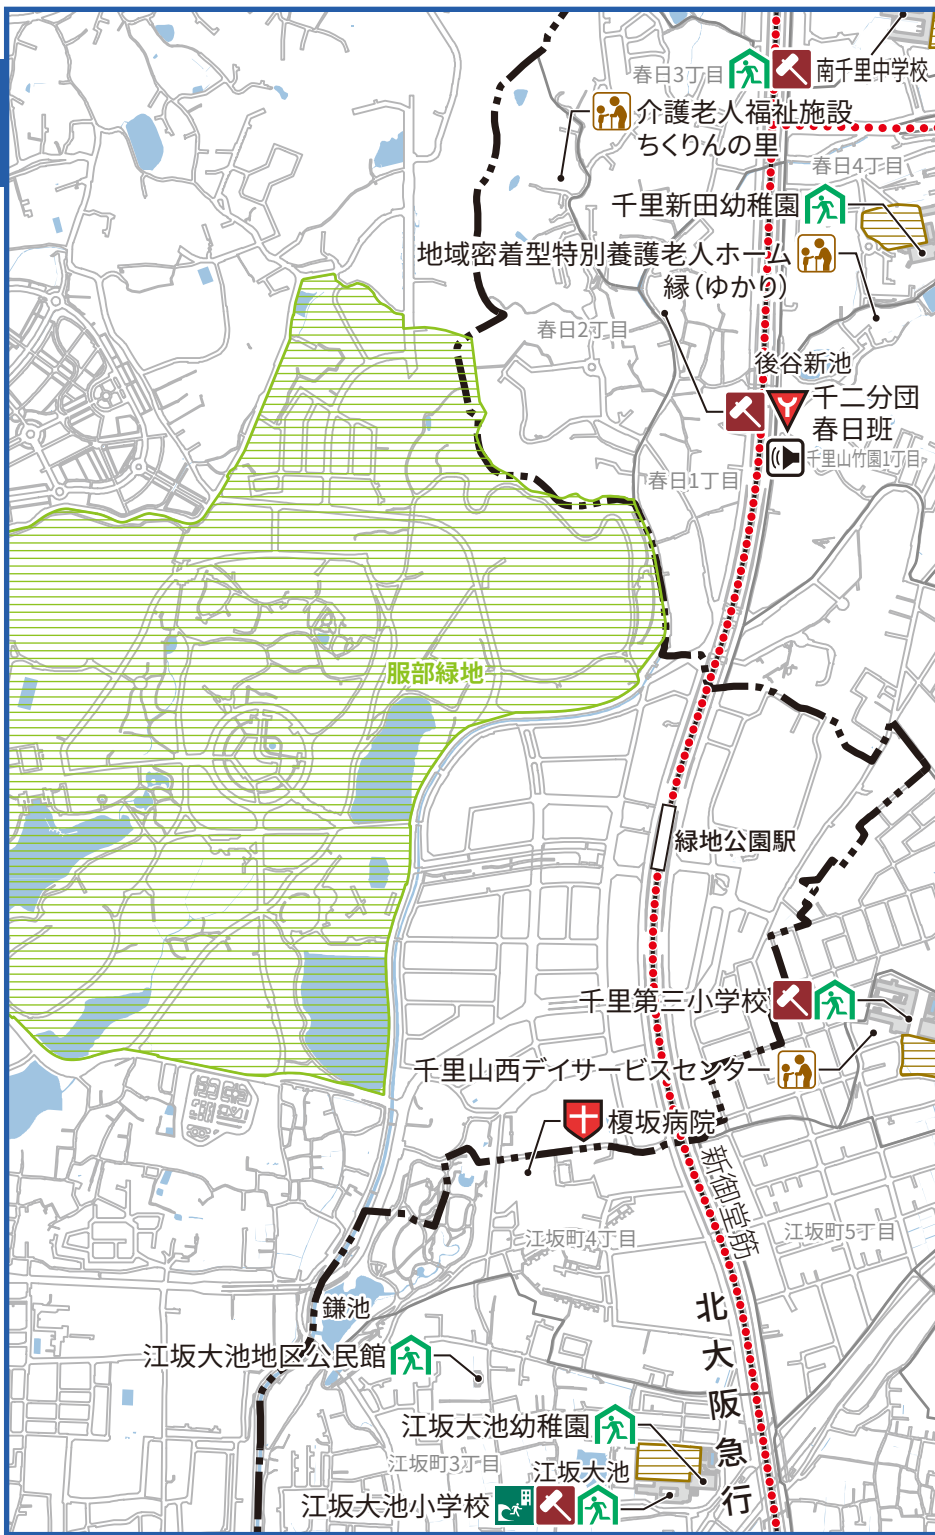 春日3丁目
南千里中学校
介護老人福祉施設
ちくりんの里
春日4丁目
千里新田幼稚園
地域密着型特別養護老人ホーム
縁（ゆかり）
春日2丁目
後谷新池
千二分団
春日班
千里山竹園1丁目
春日1丁目
服部緑地
緑地公園駅
千里第三小学校
千里山西デイサービスセンター
榎坂病院
新御堂筋
江坂町4丁目
江坂町5丁目
鎌池
北大阪急行
江坂大池地区公民館
江坂大池幼稚園
江坂町3丁目
江坂大池
江坂大池小学校